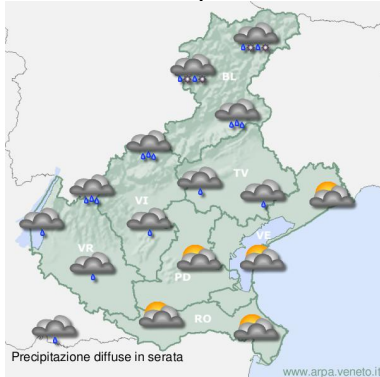 BL
TV
VI
VE
VR
PD
RO
Precipitazione diffuse in serata
www.arpa.veneto.it